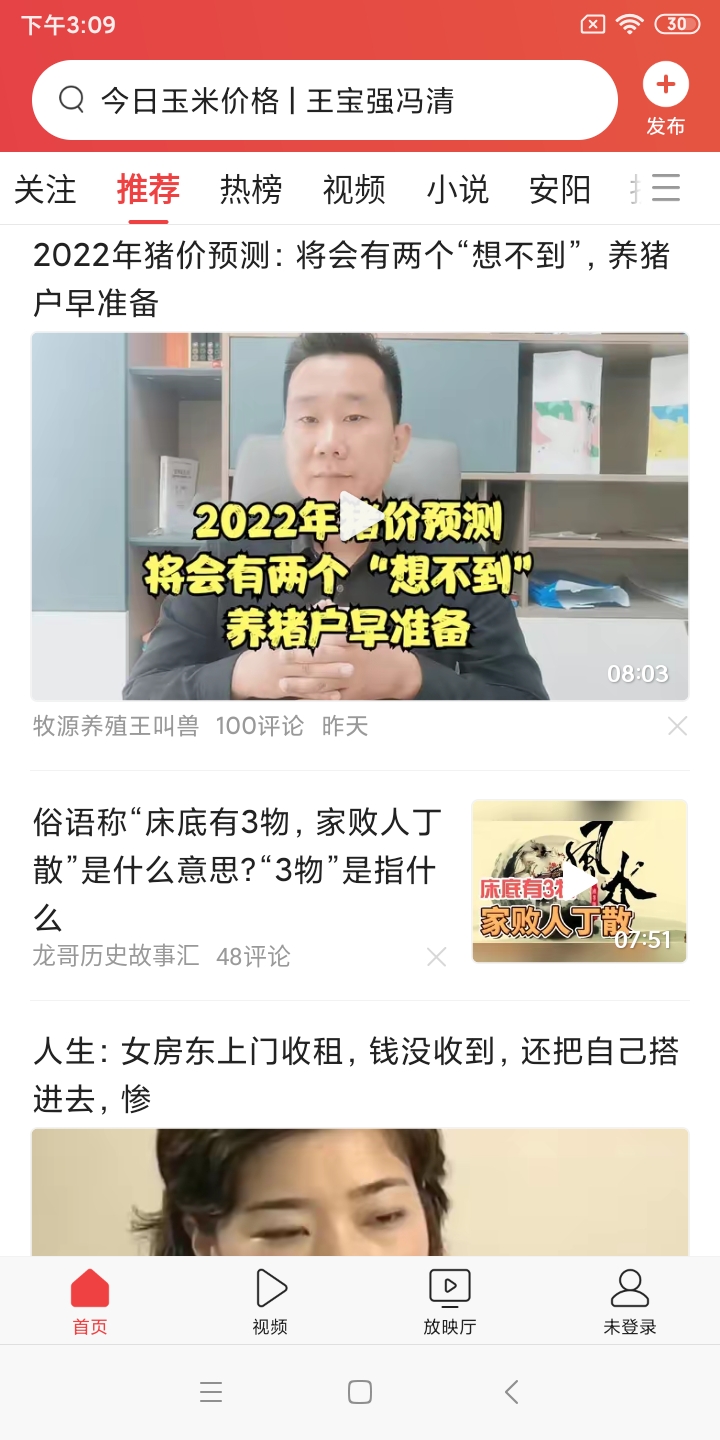 下午3:09
30
今日玉米价格 | 王宝强冯清
发布
关注 推荐 热榜 视频 小说 安阳
2022年猪价预测：将会有两个“想不到”，养猪
户早准备
2022年猪价预测
将会有两个“想不到”
养猪户早准备
08:03
牧源养殖王叫兽 100评论 昨天
俗语称“床底有3物，家败人丁
散”是什么意思？“3物”是指什
么
龙哥历史故事汇 48评论
风水
床底有3物
家败人丁散
07:51
人生：女房东上门收租，钱没收到，还把自己搭
进去，惨
首页 视频 放映厅 未登录